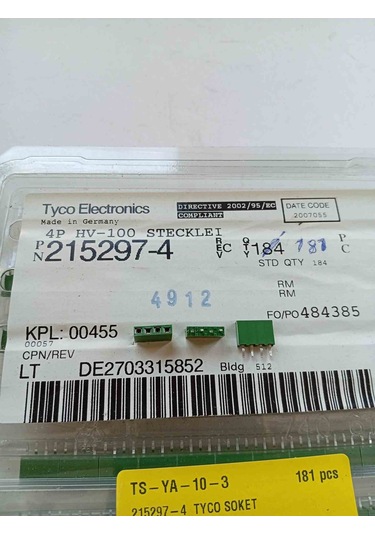 Tyco Electronics
Made in Germany
DIRECTIVE 2002/95/EC
COMPLIANT
DATE CODE
2007055
4P HV-100 STECKLEI
PN 215297-4
REV
EC
QTY
184 181
PC
STD QTY 184
4912
RM
RM
FO/PO 484385
KPL: 00455
00057
CPN/REV
LT DE2703315852
Bldg 512
TS-YA-10-3 181 pcs
215297-4 TYCO SOKET